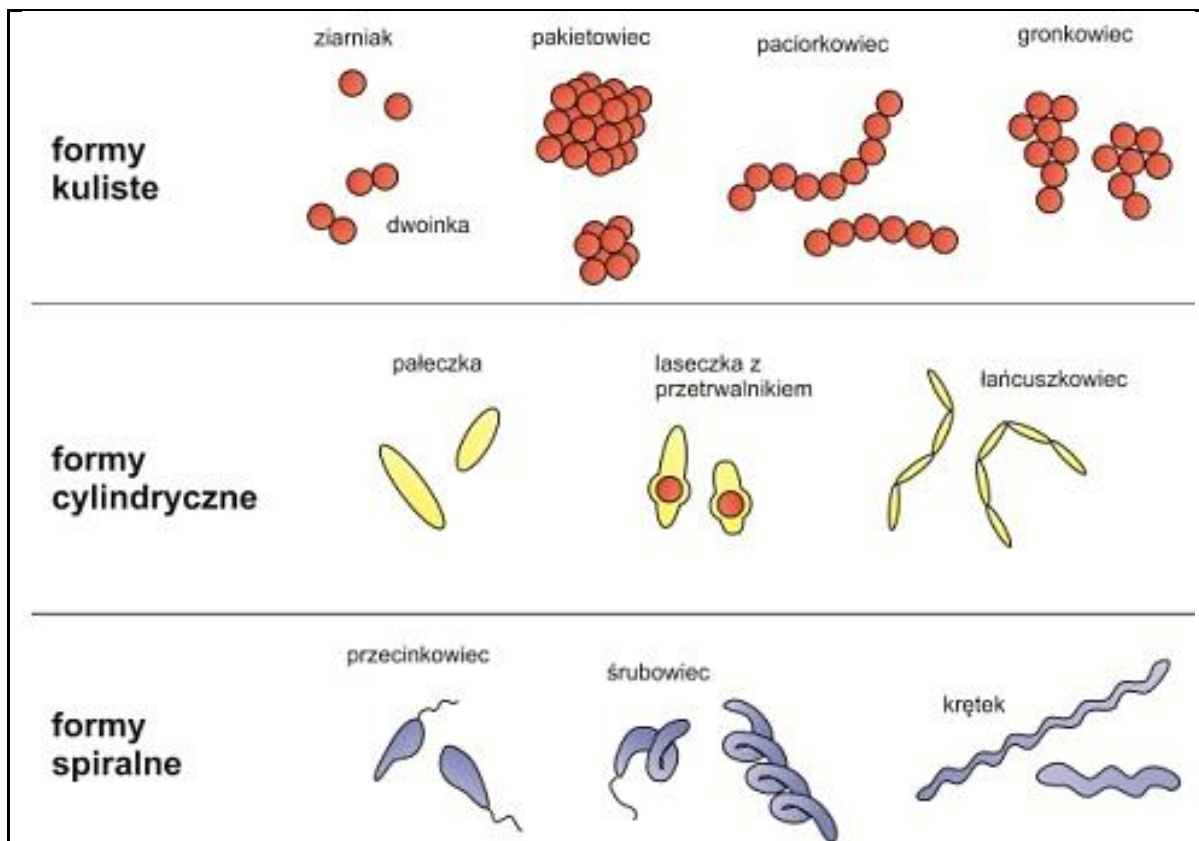 ziarniak
pakietowiec
paciorkowiec
gronkowiec
formy
kuliste
dwoinka
pałeczka
laseczka z
przetrwalnikiem
łańcuszkowiec
formy
cylindryczne
przecinkowiec
śrubowiec
krętek
formy
spiralne